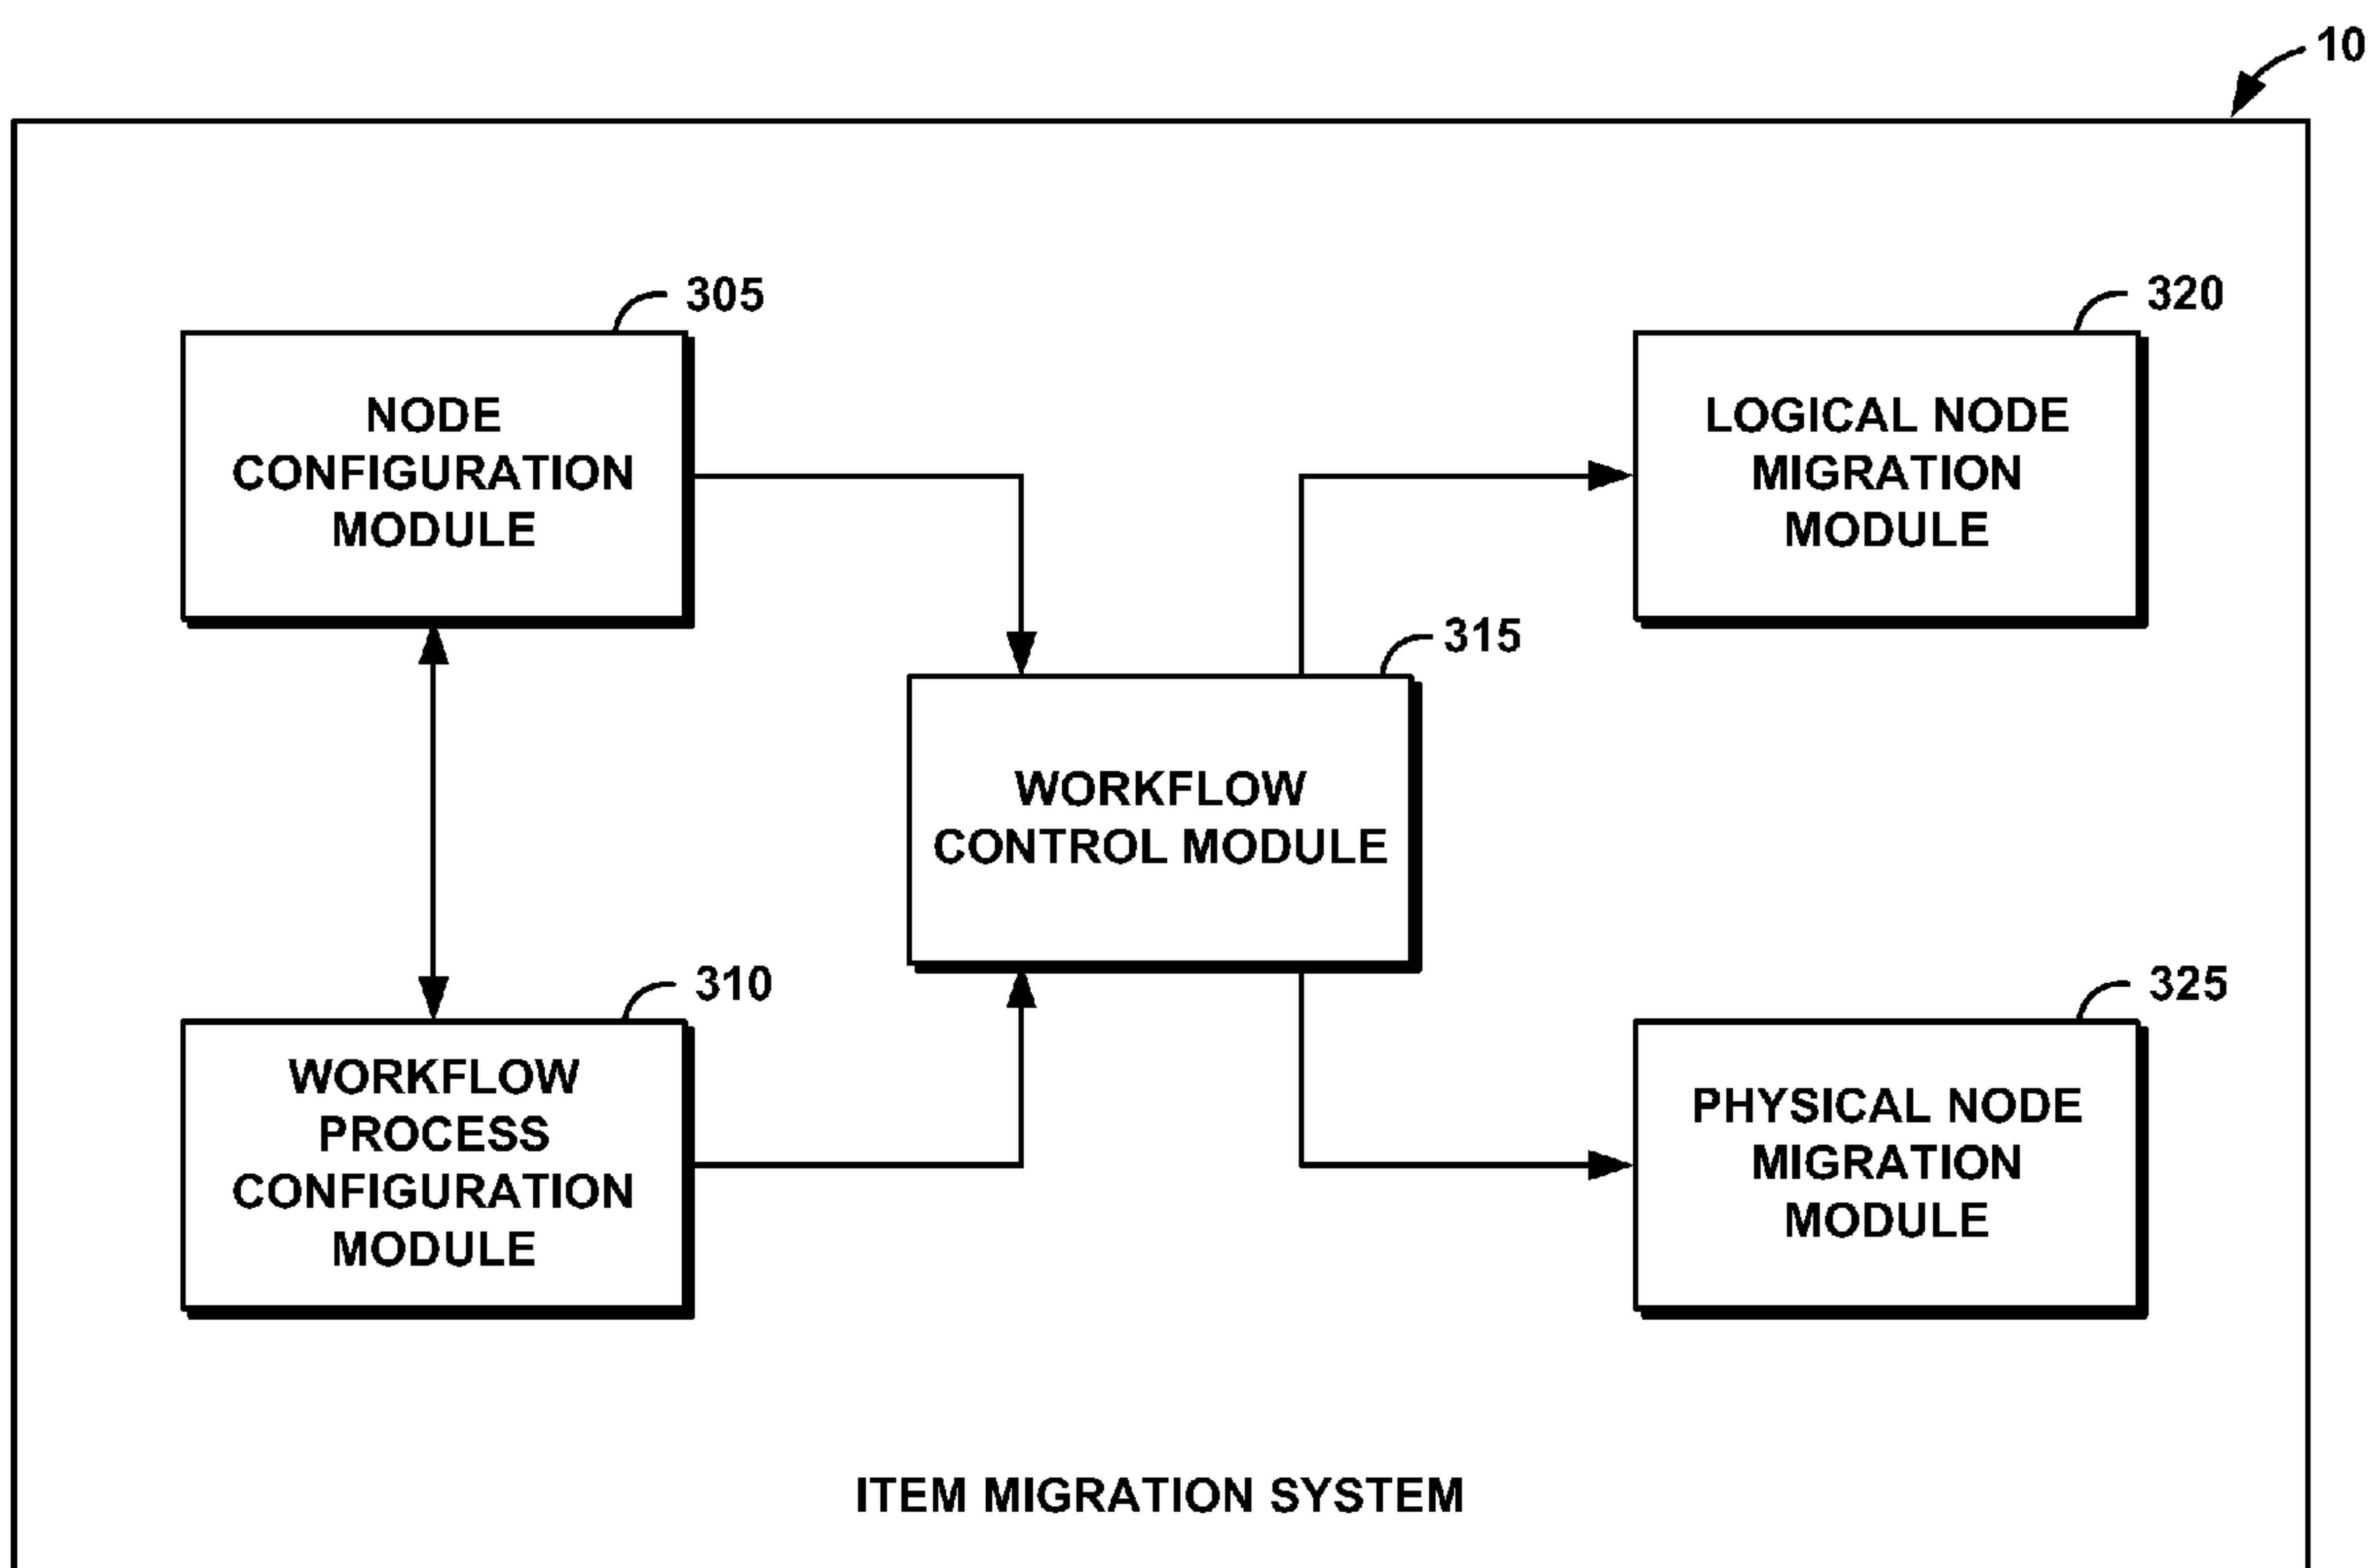 10
305
NODE
CONFIGURATION
MODULE
320
LOGICAL NODE
MIGRATION
MODULE
315
WORKFLOW
CONTROL MODULE
310
WORKFLOW
PROCESS
CONFIGURATION
MODULE
325
PHYSICAL NODE
MIGRATION
MODULE
ITEM MIGRATION SYSTEM